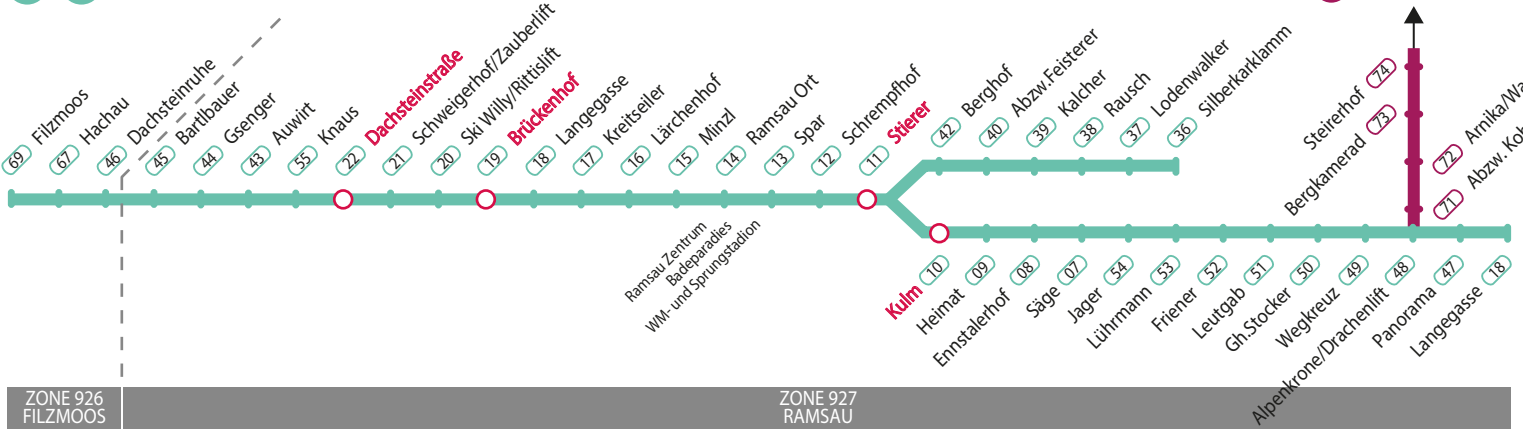 69 Filzmoos
67 Hachau
46 Dachsteinruhe
45 Bartlbauer
44 Gsenger
43 Auwirt
55 Knaus
22 Dachsteinstraße
21 Schweigerhof/Zauberlift
20 Ski Willy/Rittislift
19 Brückenhof
18 Langegasse
17 Kreitseiler
16 Lärchenhof
15 Minzl
14 Ramsau Ort
13 Spar
12 Schrempfhof
11 Stierer
42 Berghof
40 Abzw.Feisterer
39 Kalcher
38 Rausch
37 Lodenwalker
36 Silberkarklamm
Steirerhof 74
Bergkamerad 73
72 Arnika/Wa
71 Abzw. Kob
Ramsau Zentrum
Badeparadies
WM- und Sprungstadion
Kulm 10
Heimat 09
Ennstalerhof 08
Säge 07
Jager 54
Lührmann 53
Friener 52
Leutgab 51
Gh.Stocker 50
Wegkreuz 49
Alpenkrone/Drachenlift 48
Panorama 47
Langegasse 18
ZONE 926
FILZMOOS
ZONE 927
RAMSAU